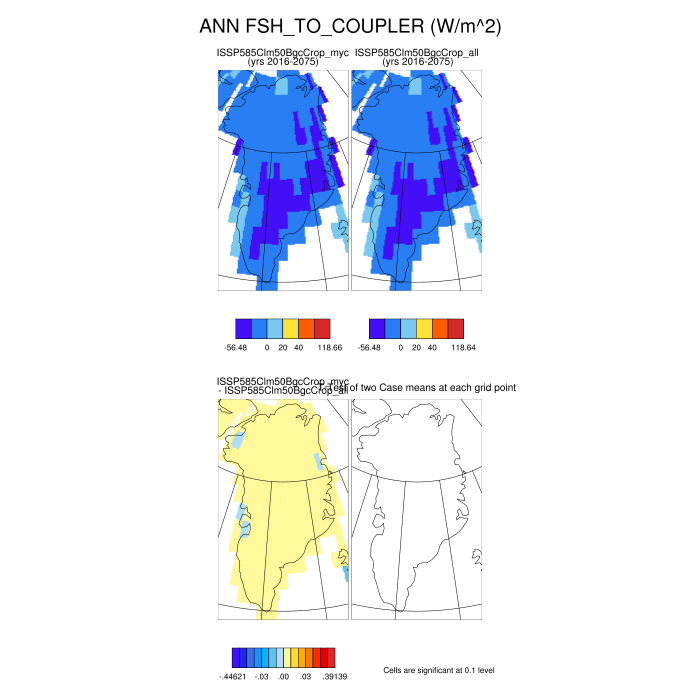 ANN FSH_TO_COUPLER (W/m^2)
ISSP585Clm50BgcCrop_myc
(yrs 2016-2075)
ISSP585Clm50BgcCrop_all
(yrs 2016-2075)
-56.48 0 20 40 118.66
-56.48 0 20 40 118.64
ISSP585Clm50BgcCrop_myc
- ISSP585Clm50BgcCrop_all
of two Case means at each grid point
-.44621 -.03 .00 .03 .39139
Cells are significant at 0.1 level